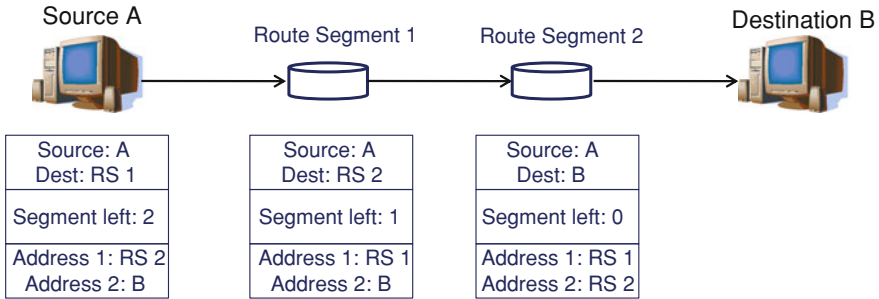 Source A
Route Segment 1
Route Segment 2
Destination B
Source: A
Dest: RS 1
Segment left: 2
Address 1: RS 2
Address 2: B
Source: A
Dest: RS 2
Segment left: 1
Address 1: RS 1
Address 2: B
Source: A
Dest: B
Segment left: 0
Address 1: RS 1
Address 2: RS 2